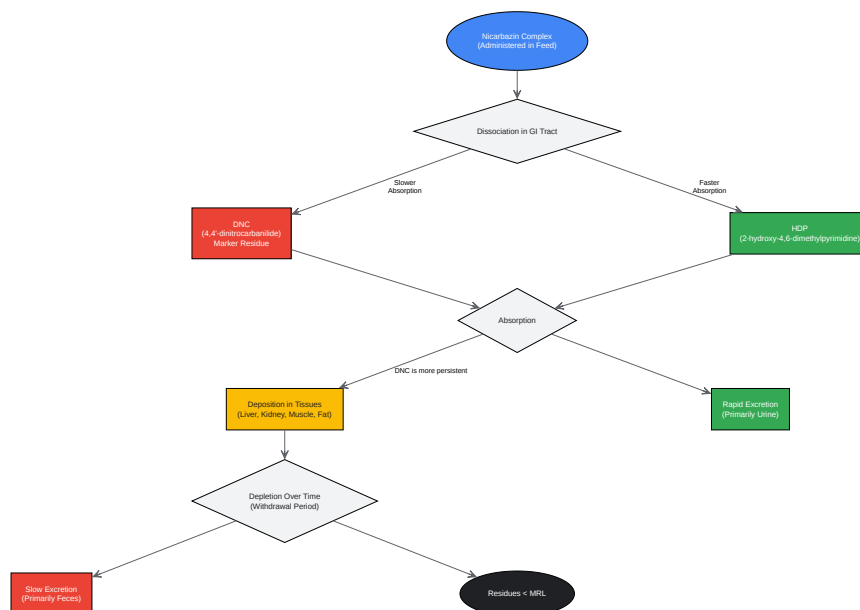 Nicarbazin Complex
(Administered in Feed)
Dissociation in GI Tract
Slower
Absorption
Faster
Absorption
DNC
(4,4'-dinitrocarbanilide)
Marker Residue
HDP
(2-hydroxy-4,6-dimethylpyrimidine)
Absorption
DNC is more persistent
Deposition in Tissues
(Liver, Kidney, Muscle, Fat)
Rapid Excretion
(Primarily Urine)
Depletion Over Time
(Withdrawal Period)
Slow Excretion
(Primarily Feces)
Residues < MRL